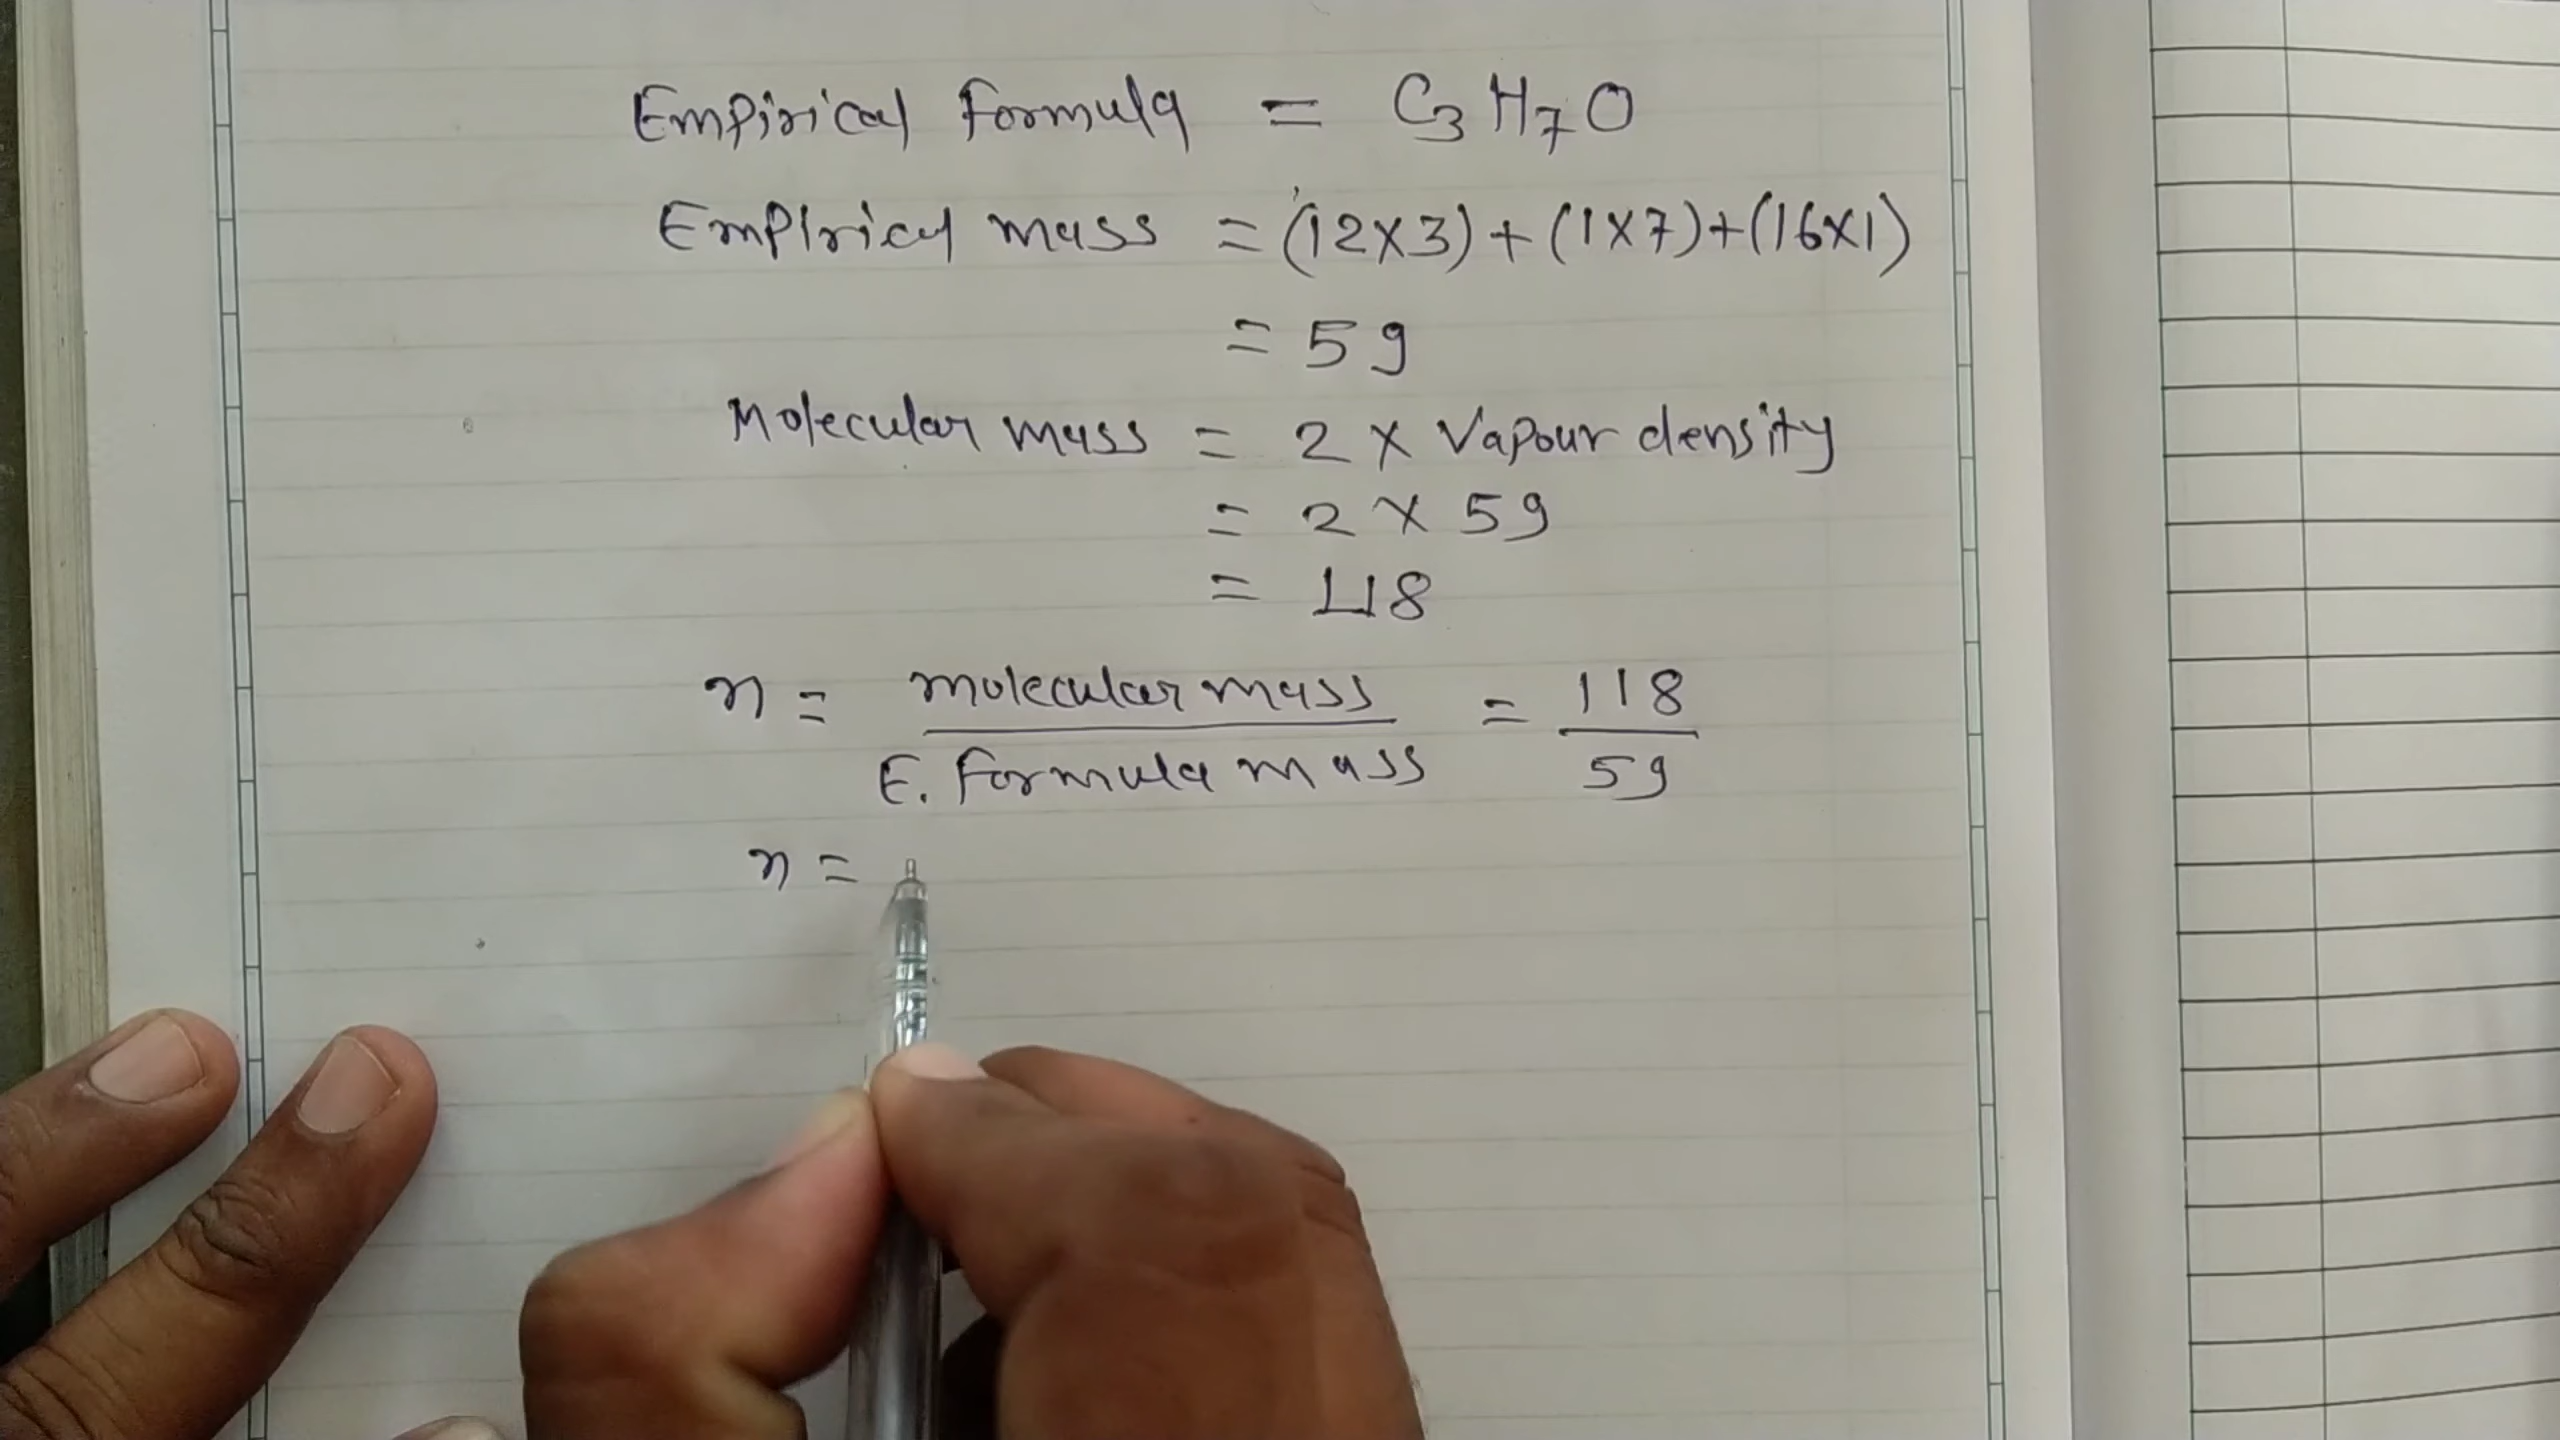 Empirical Formula = C3H7O
Empirical mass = (12×3)+(1×7)+(16×1)
= 59
Molecular mass = 2 × Vapour density
= 2 × 59
= 118
n = molecular mass / E. Formula mass = 118 / 59
n =